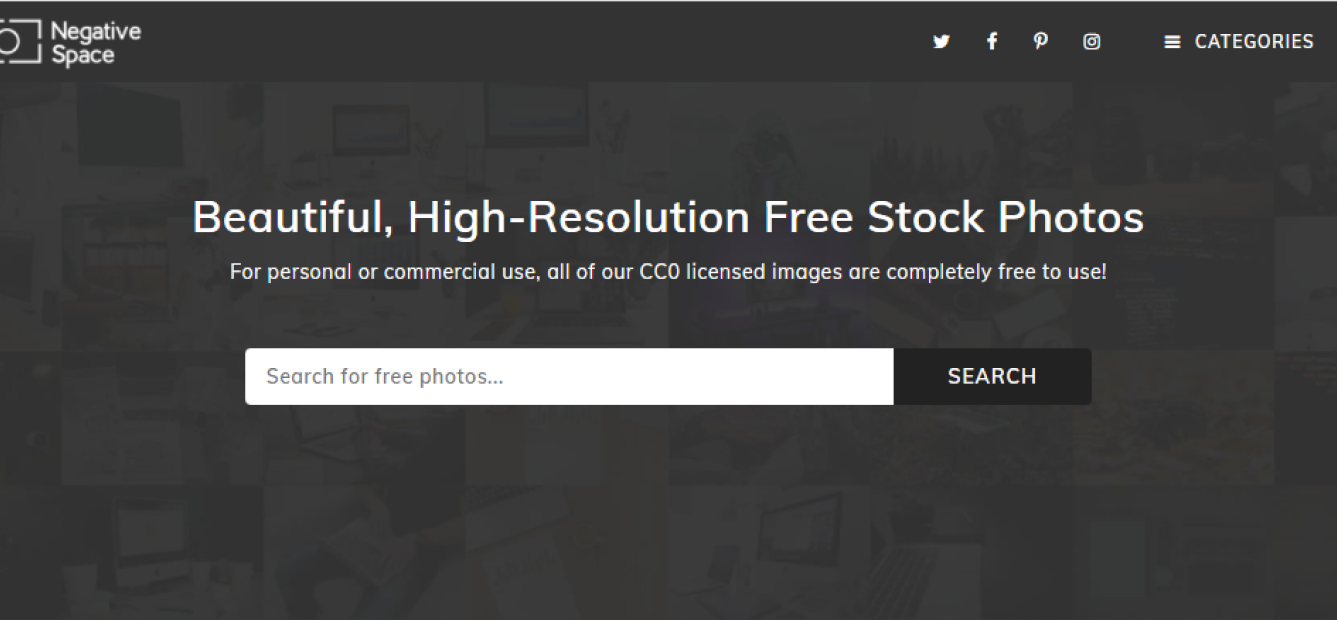 Negative
Space
CATEGORIES
Beautiful, High-Resolution Free Stock Photos
For personal or commercial use, all of our CC0 licensed images are completely free to use!
Search for free photos...
SEARCH